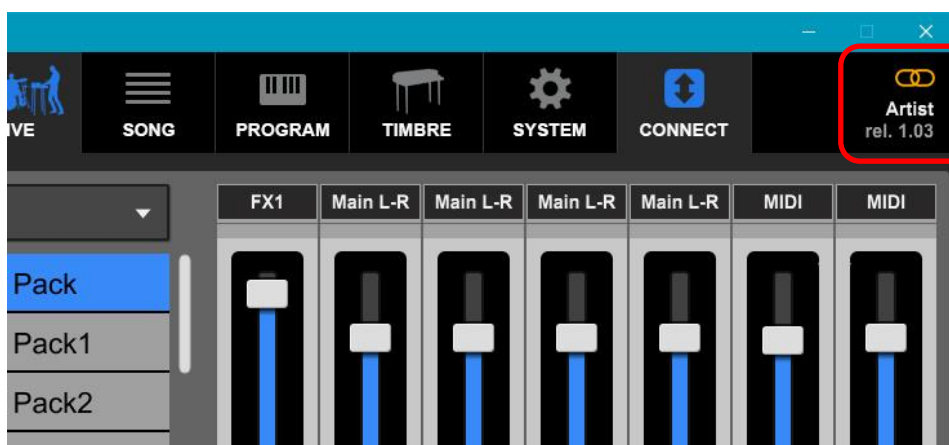 IVE SONG PROGRAM TIMBRE SYSTEM CONNECT
Artist
rel. 1.03
FX1 Main L-R Main L-R Main L-R Main L-R MIDI MIDI
Pack
Pack1
Pack2